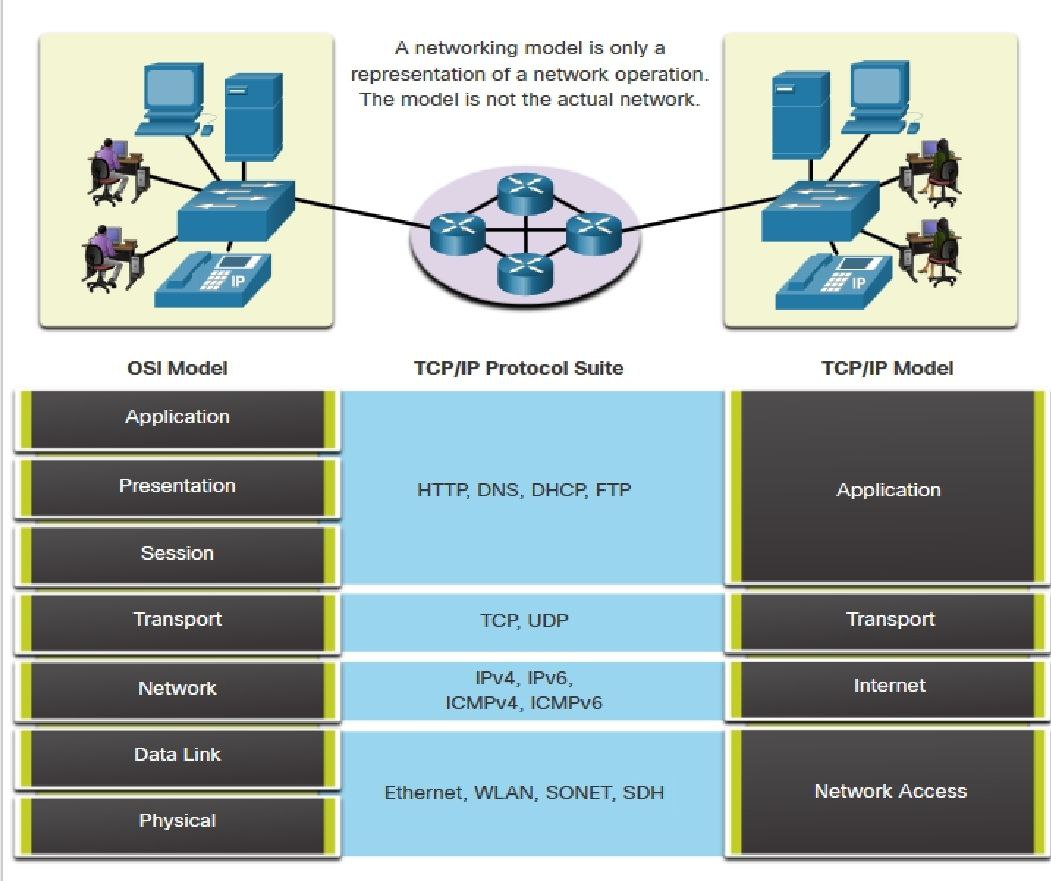 A networking model is only a
representation of a network operation.
The model is not the actual network.
IP
IP
OSI Model
TCP/IP Protocol Suite
TCP/IP Model
Application
Presentation
Session
Transport
Network
Data Link
Physical
HTTP, DNS, DHCP, FTP
TCP, UDP
IPv4, IPv6,
ICMPv4, ICMPv6
Ethernet, WLAN, SONET, SDH
Application
Transport
Internet
Network Access